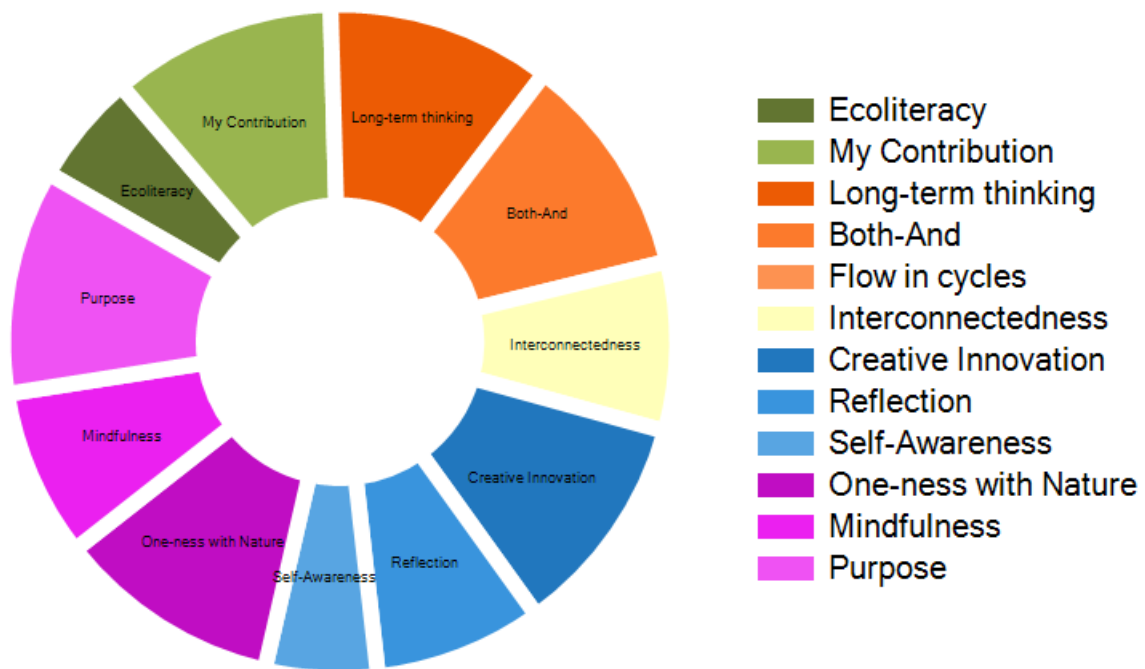 My Contribution
Long-term thinking
Ecoliteracy
Both-And
Purpose
Interconnectedness
Mindfulness
Creative Innovation
One-ness with Nature
Reflection
Self-Awareness
Ecoliteracy
My Contribution
Long-term thinking
Both-And
Flow in cycles
Interconnectedness
Creative Innovation
Reflection
Self-Awareness
One-ness with Nature
Mindfulness
Purpose